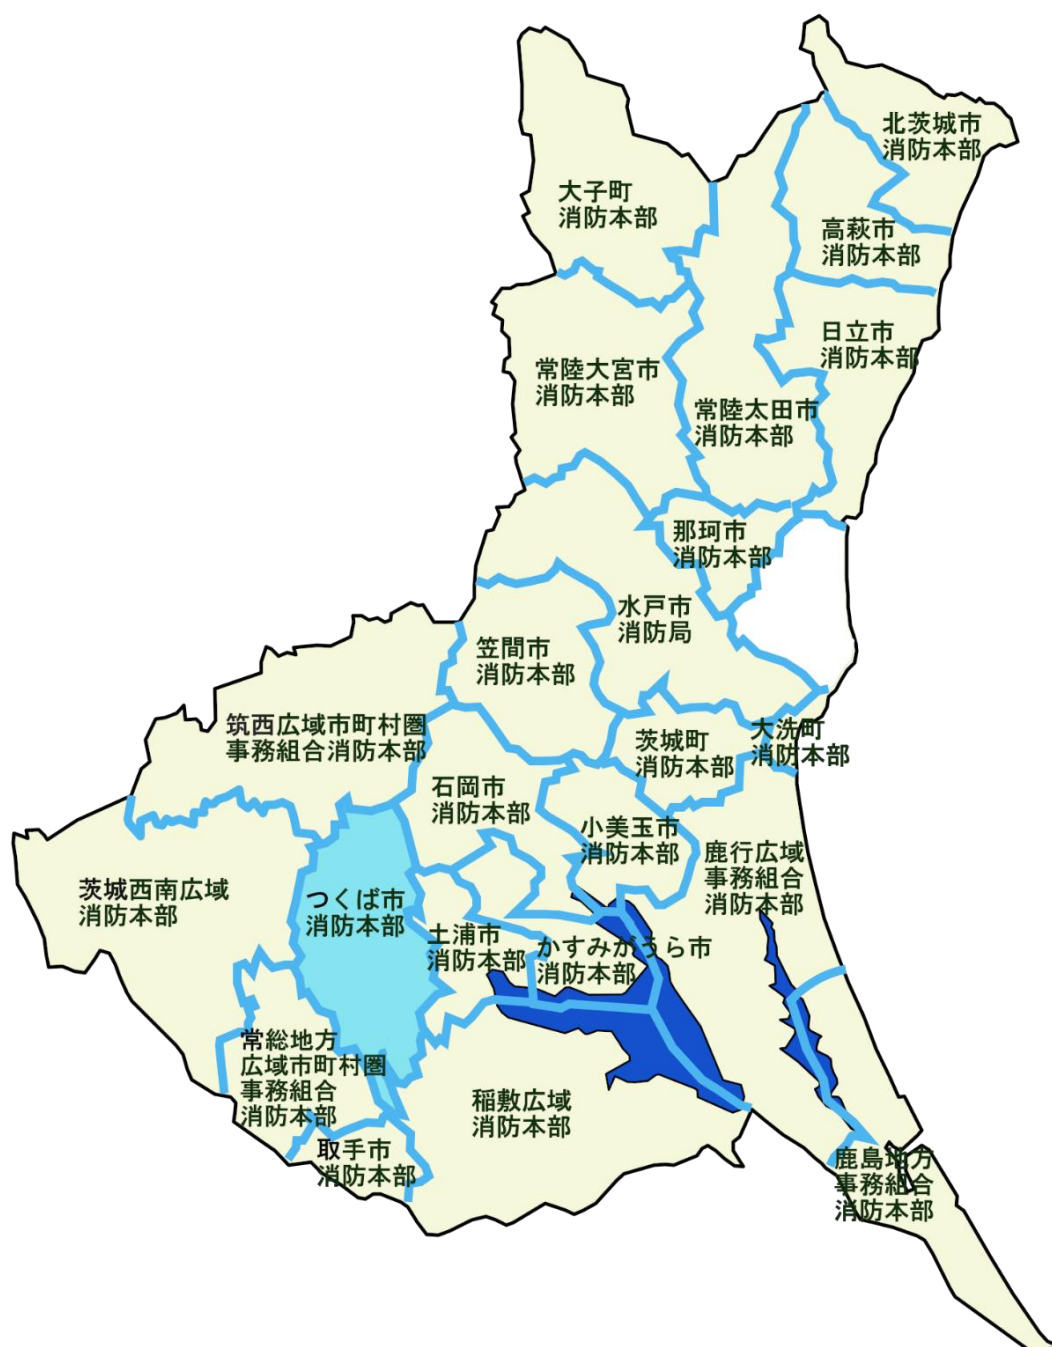 北茨城市
消防本部
大子町
消防本部
高萩市
消防本部
日立市
消防本部
常陸大宮市
消防本部
常陸太田市
消防本部
那珂市
消防本部
水戸市
消防局
笠間市
消防本部
筑西広域市町村圏
事務組合消防本部
茨城町
消防本部
大洗町
消防本部
石岡市
消防本部
小美玉市
消防本部
鹿行広域
事務組合
消防本部
茨城西南広域
消防本部
つくば市
消防本部
土浦市
消防本部
かすみがうら市
消防本部
常総地方
広域市町村圏
事務組合
消防本部
稲敷広域
消防本部
取手市
消防本部
鹿島地方
事務組合
消防本部